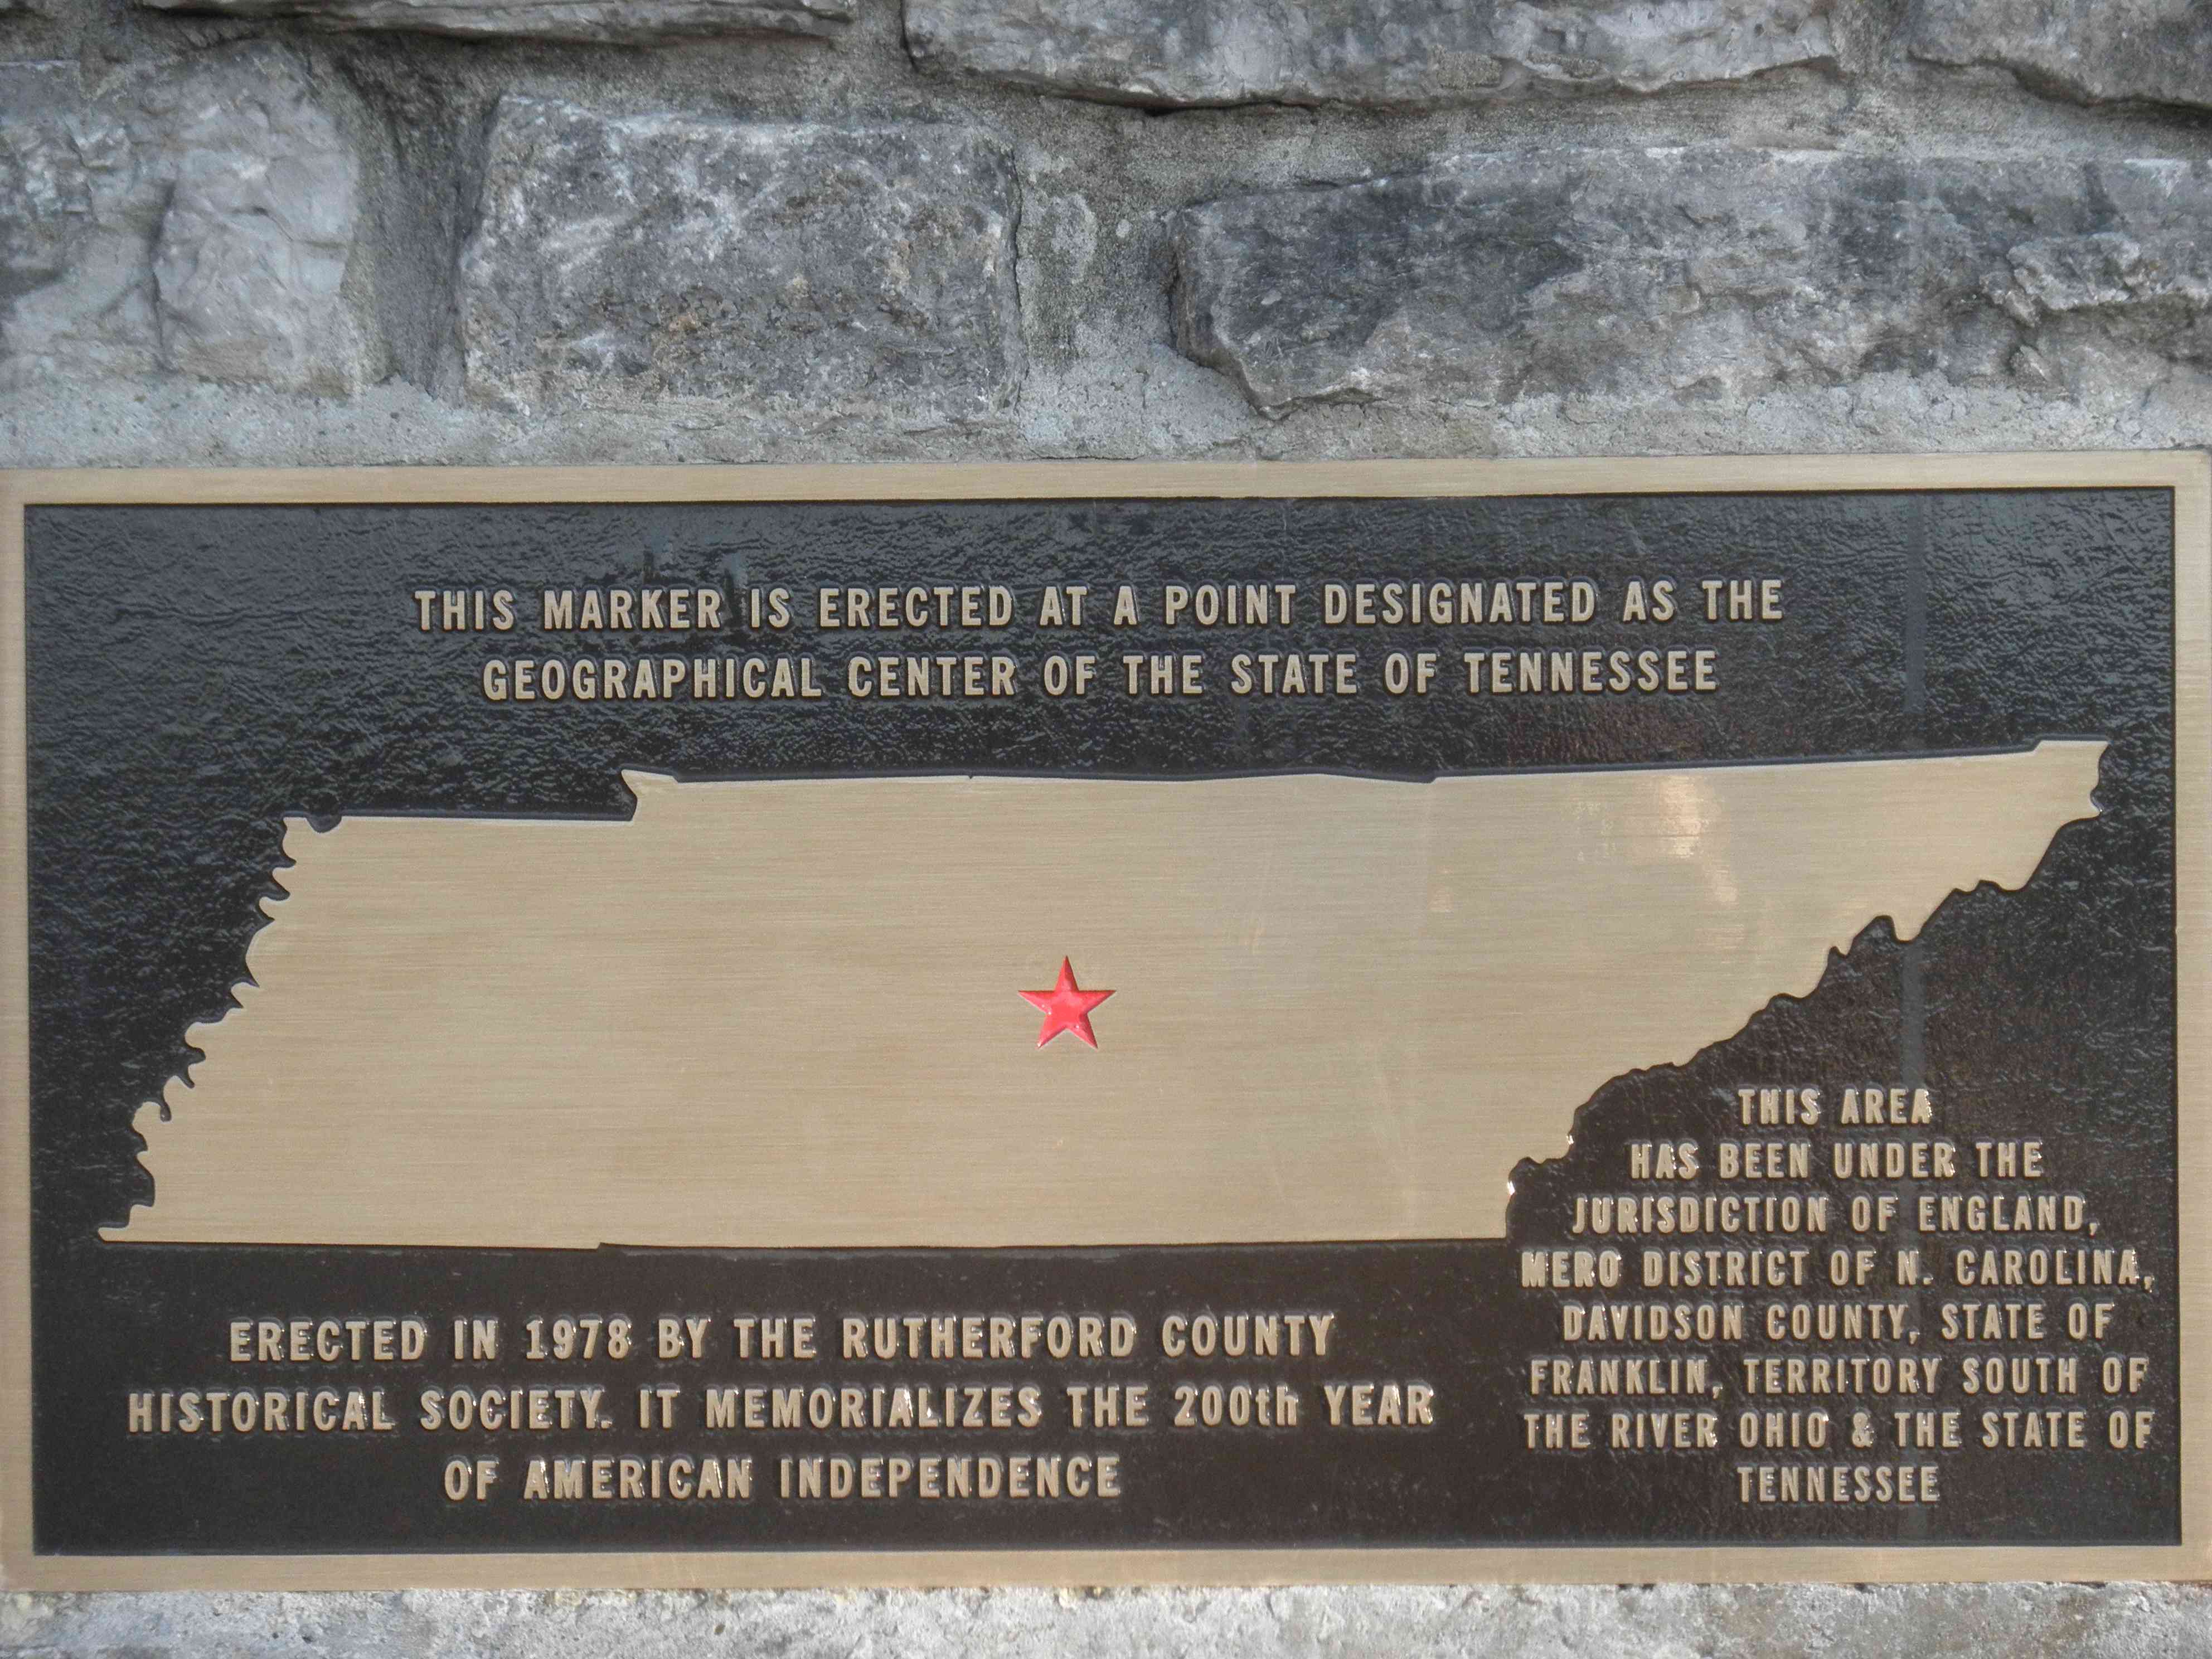 THIS MARKER IS ERECTED AT A POINT DESIGNATED AS THE
GEOGRAPHICAL CENTER OF THE STATE OF TENNESSEE
ERECTED IN 1978 BY THE RUTHERFORD COUNTY
HISTORICAL SOCIETY. IT MEMORIALIZES THE 200th YEAR
OF AMERICAN INDEPENDENCE
THIS AREA
HAS BEEN UNDER THE
JURISDICTION OF ENGLAND,
MERO DISTRICT OF N. CAROLINA,
DAVIDSON COUNTY, STATE OF
FRANKLIN, TERRITORY SOUTH OF
THE RIVER OHIO & THE STATE OF
TENNESSEE